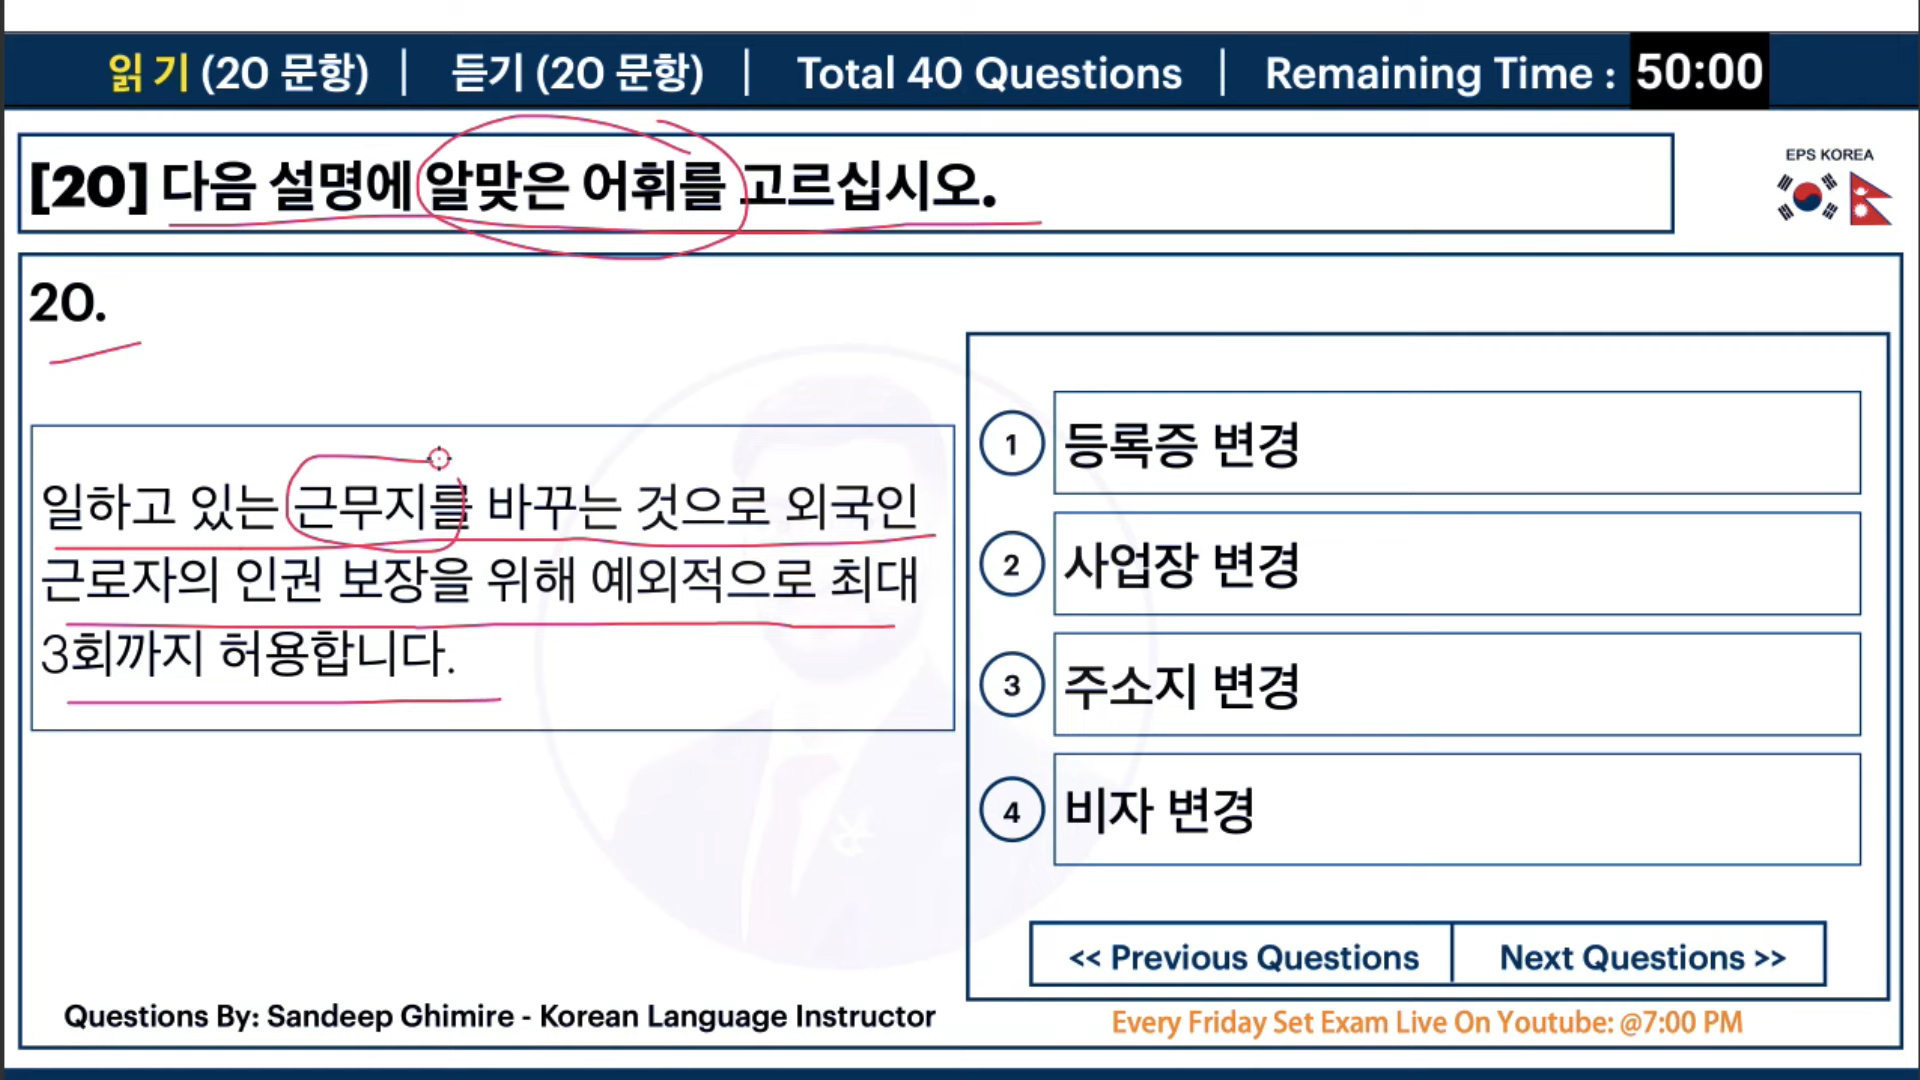 읽 기 (20 문항) | 듣기 (20 문항) | Total 40 Questions | Remaining Time : 50:00
[20] 다음 설명에 알맞은 어휘를 고르십시오.
EPS KOREA
20.
일하고 있는 근무지를 바꾸는 것으로 외국인
근로자의 인권 보장을 위해 예외적으로 최대
3회까지 허용합니다.
1 등록증 변경
2 사업장 변경
3 주소지 변경
4 비자 변경
<< Previous Questions | Next Questions >>
Questions By: Sandeep Ghimire - Korean Language Instructor
Every Friday Set Exam Live On Youtube: @7:00 PM